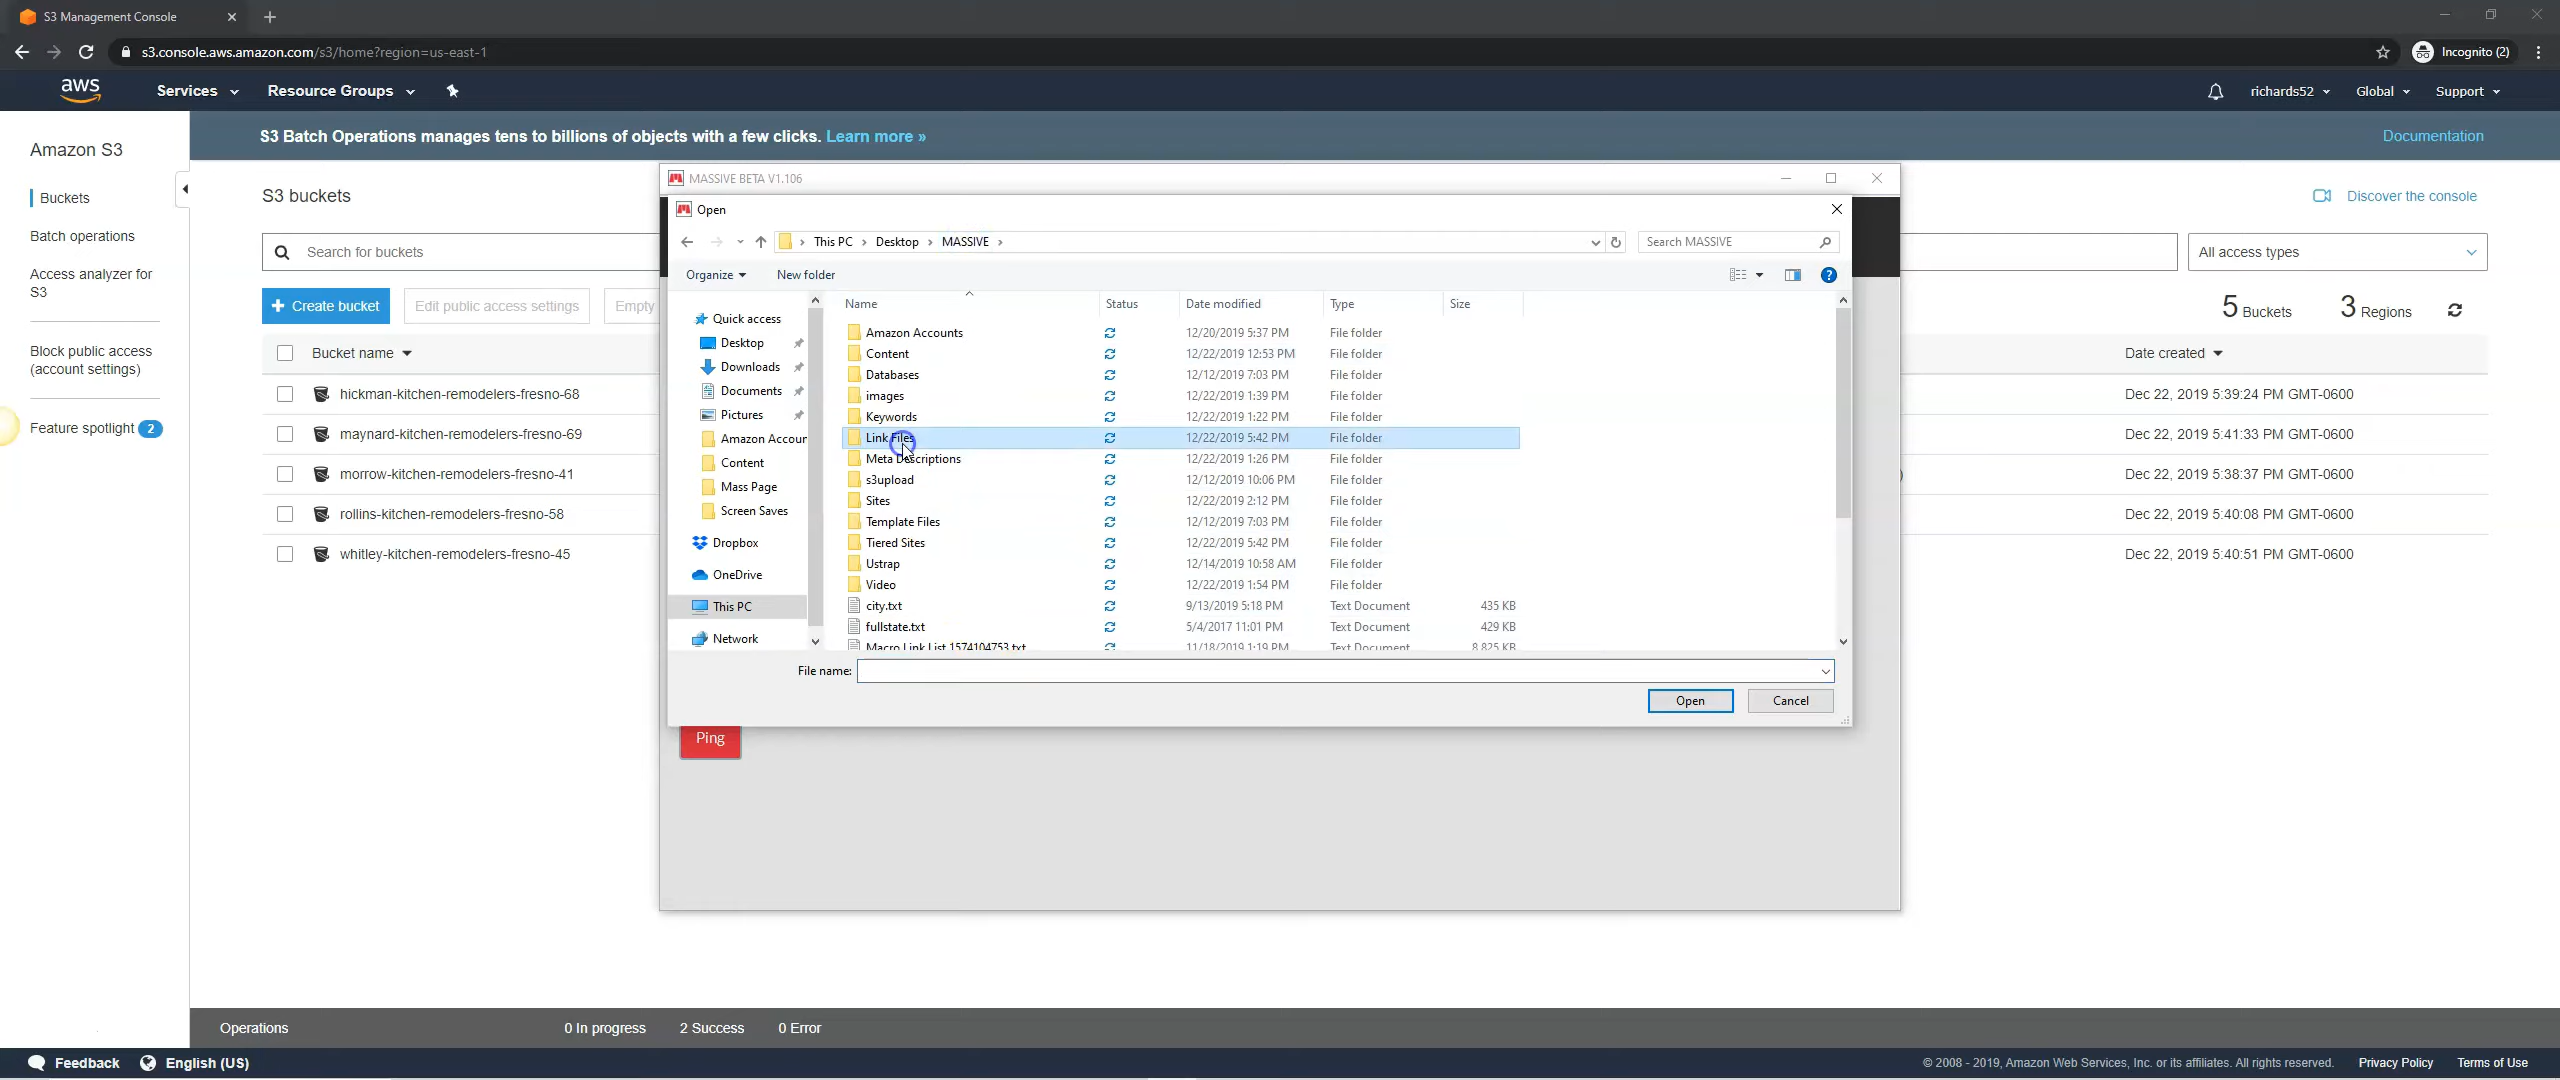 S3 Management Console
s3.console.aws.amazon.com/s3/home?region=us-east-1
Incognito (2)
aws
Services
Resource Groups
richards52
Global
Support
S3 Batch Operations manages tens to billions of objects with a few clicks. Learn more »
Documentation
Amazon S3
Buckets
Batch operations
Access analyzer for
S3
Block public access
(account settings)
Feature spotlight 2
S3 buckets
Discover the console
Search for buckets
All access types
+ Create bucket
Edit public access settings
Empty
5 Buckets
3 Regions
Bucket name
Date created
hickman-kitchen-remodelers-fresno-68
Dec 22, 2019 5:39:24 PM GMT-0600
maynard-kitchen-remodelers-fresno-69
Dec 22, 2019 5:41:33 PM GMT-0600
morrow-kitchen-remodelers-fresno-41
Dec 22, 2019 5:38:37 PM GMT-0600
rollins-kitchen-remodelers-fresno-58
Dec 22, 2019 5:40:08 PM GMT-0600
whitley-kitchen-remodelers-fresno-45
Dec 22, 2019 5:40:51 PM GMT-0600
MASSIVE BETA V1.106
Open
This PC > Desktop > MASSIVE >
Search MASSIVE
Organize
New folder
Quick access
Desktop
Downloads
Documents
Pictures
Amazon Accour
Content
Mass Page
Screen Saves
Dropbox
OneDrive
This PC
Network
Name Status Date modified Type Size
Amazon Accounts 12/20/2019 5:37 PM File folder
Content 12/22/2019 12:53 PM File folder
Databases 12/12/2019 7:03 PM File folder
images 12/22/2019 1:39 PM File folder
Keywords 12/22/2019 1:22 PM File folder
Link Files 12/22/2019 5:42 PM File folder
Meta Descriptions 12/22/2019 1:26 PM File folder
s3upload 12/12/2019 10:06 PM File folder
Sites 12/22/2019 2:12 PM File folder
Template Files 12/12/2019 7:03 PM File folder
Tiered Sites 12/22/2019 5:42 PM File folder
Ustrap 12/14/2019 10:58 AM File folder
Video 12/22/2019 1:54 PM File folder
city.txt 9/13/2019 5:18 PM Text Document 435 KB
fullstate.txt 5/4/2017 11:01 PM Text Document 429 KB
Macro Link List 1574104753.txt 11/18/2019 1:19 PM Text Document 8,825 KB
File name:
Open
Cancel
Ping
Operations
0 In progress
2 Success
0 Error
Feedback
English (US)
© 2008 - 2019, Amazon Web Services, Inc. or its affiliates. All rights reserved.
Privacy Policy
Terms of Use